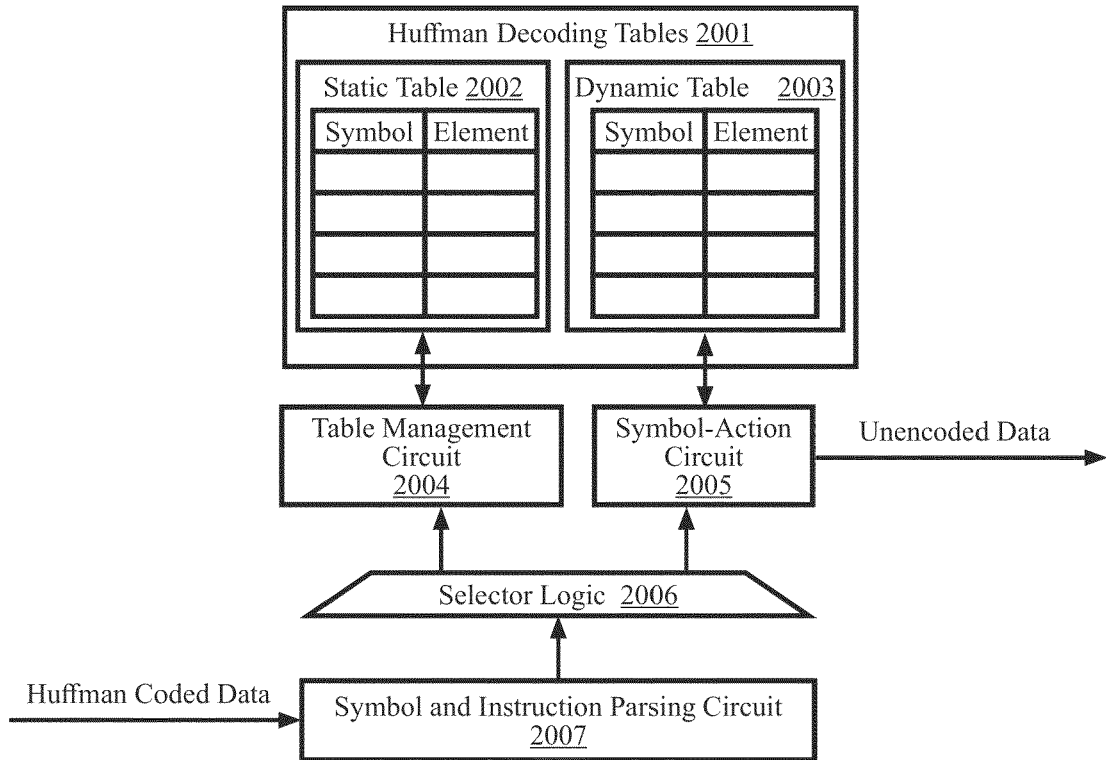 Huffman Decoding Tables 2001
Static Table 2002
Symbol Element
Dynamic Table 2003
Symbol Element
Table Management
Circuit
2004
Symbol-Action
Circuit
2005
Unencoded Data
Selector Logic 2006
Huffman Coded Data
Symbol and Instruction Parsing Circuit
2007